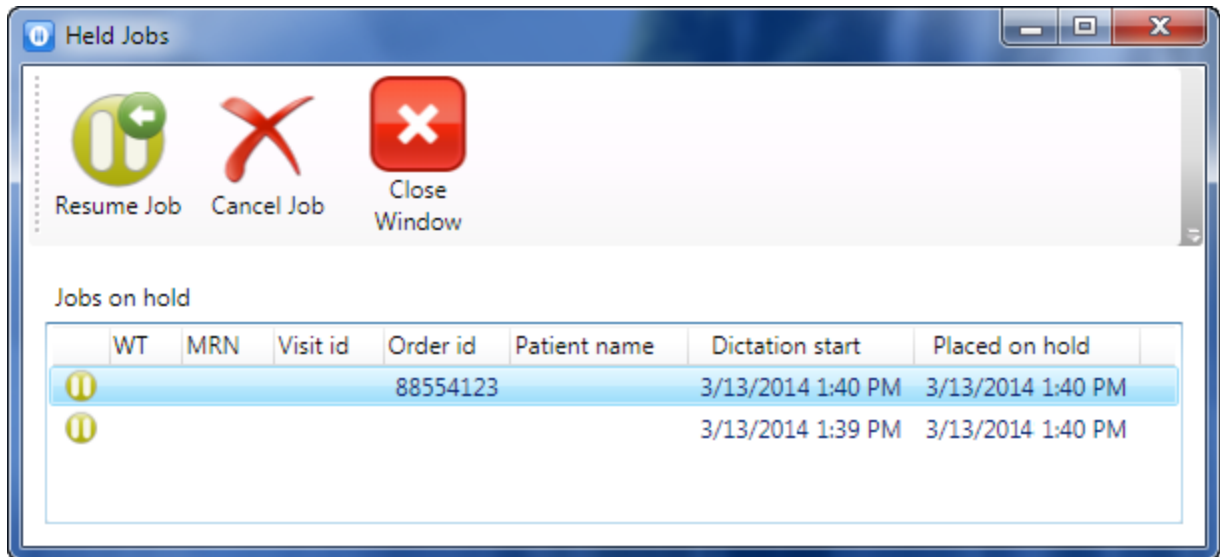 Held Jobs
Resume Job
Cancel Job
Close
Window
Jobs on hold
WT MRN Visit id Order id Patient name Dictation start Placed on hold
88554123 3/13/2014 1:40 PM 3/13/2014 1:40 PM
3/13/2014 1:39 PM 3/13/2014 1:40 PM